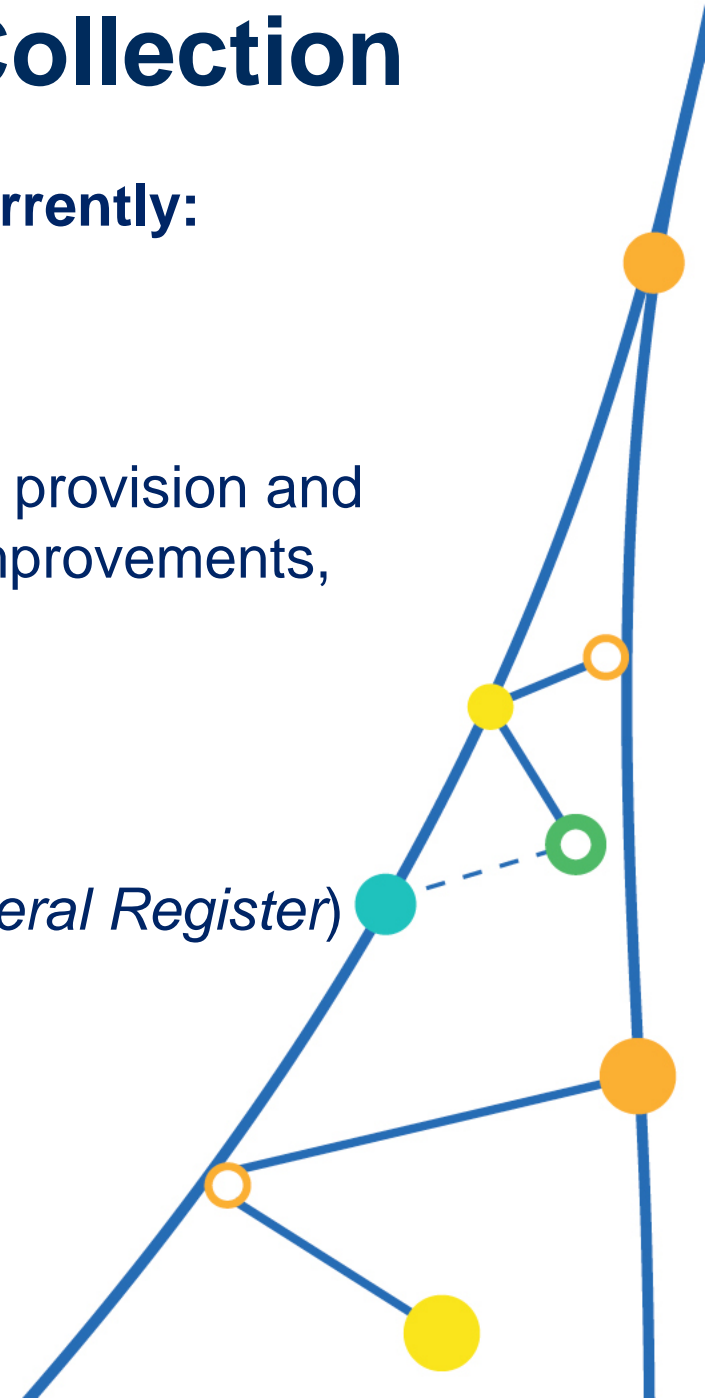 Collection
rrently:
provision and
nprovements,
eral Register)